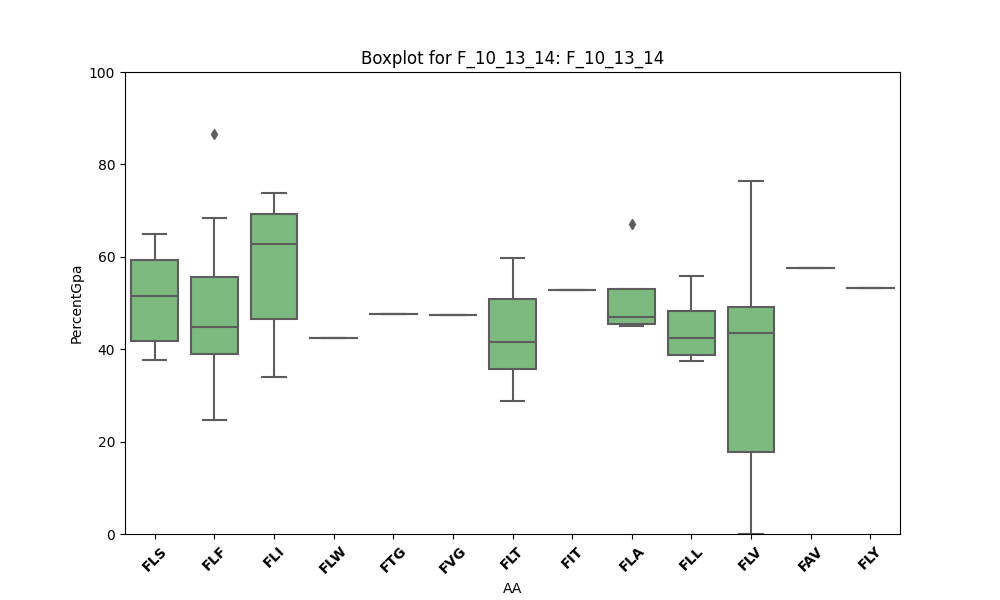 Boxplot for F_10_13_14: F_10_13_14
100
80
60
40
20
0
PercentGpa
FLS FLF FLI FLW FTG FVG FLT FIT FLA FLL FLV FAV FLY
AA